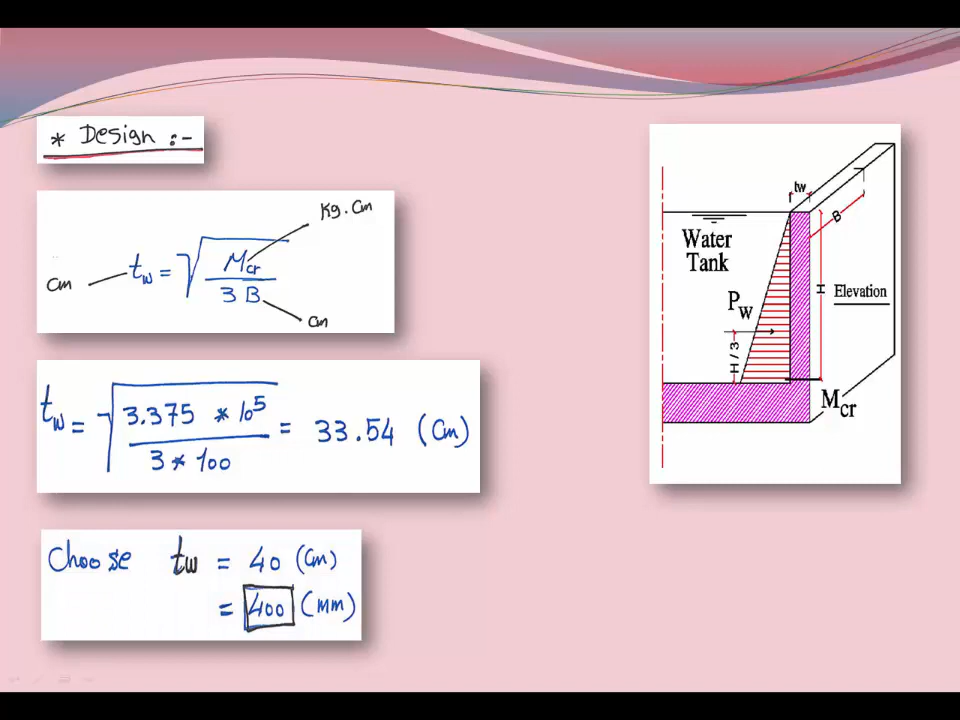 * Design :-
Kg.cm
cm
tw = √ Mcr / 3 B
cm
tw = √ 3.375 * 10^5 / 3 * 100 = 33.54 (cm)
Choose tw = 40 (cm)
= 400 (mm)
tw
B
Water
Tank
H
Elevation
Pw
H / 3
Mcr